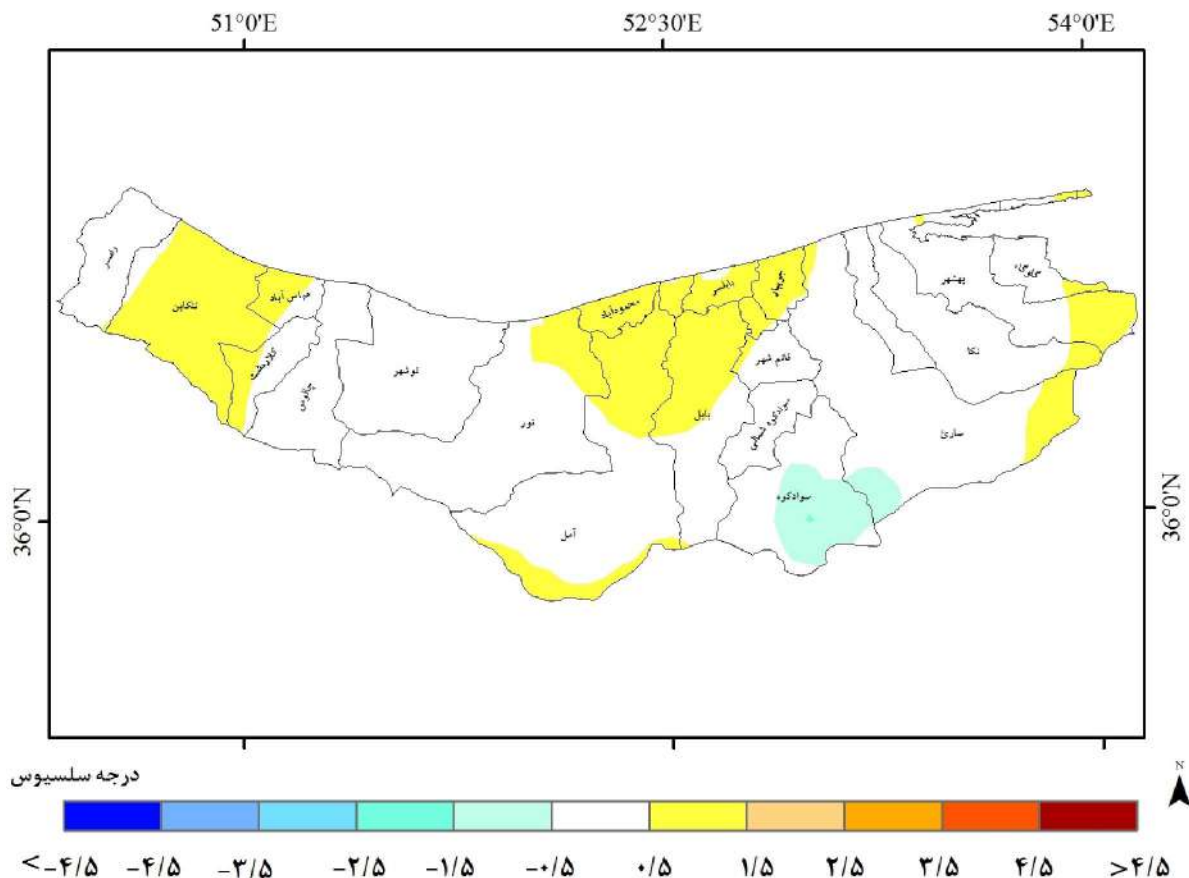 51°0'E 52°30'E 54°0'E
رامسر
تنکابن
عباس آباد
کلاردشت
چالوس
نوشهر
نور
محمودآباد
بابلسر
جویبار
بابل
قائم شهر
سوادکوه شمالی
سوادکوه
آمل
ساری
نکا
بهشهر
گلوگاه
36°0'N
36°0'N
درجه سلسیوس
N
<-۴/۵ -۴/۵ -۳/۵ -۲/۵ -۱/۵ -۰/۵ ۰/۵ ۱/۵ ۲/۵ ۳/۵ ۴/۵ >۴/۵